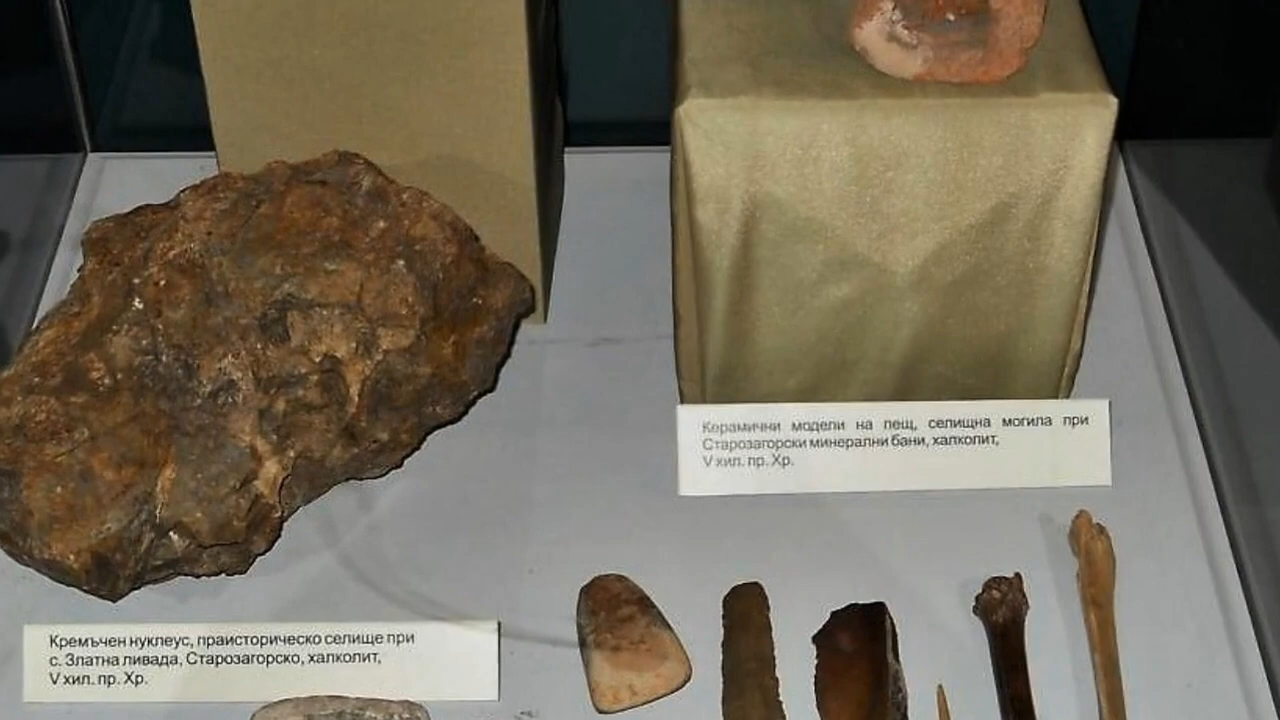 Керамични модели на пещ, селищна могила при
Старозагорски минерални бани, халколит,
V хил. пр. Хр.
Кремъчен нуклеус, праисторическо селище при
с. Златна ливада, Старозагорско, халколит,
V хил. пр. Хр.